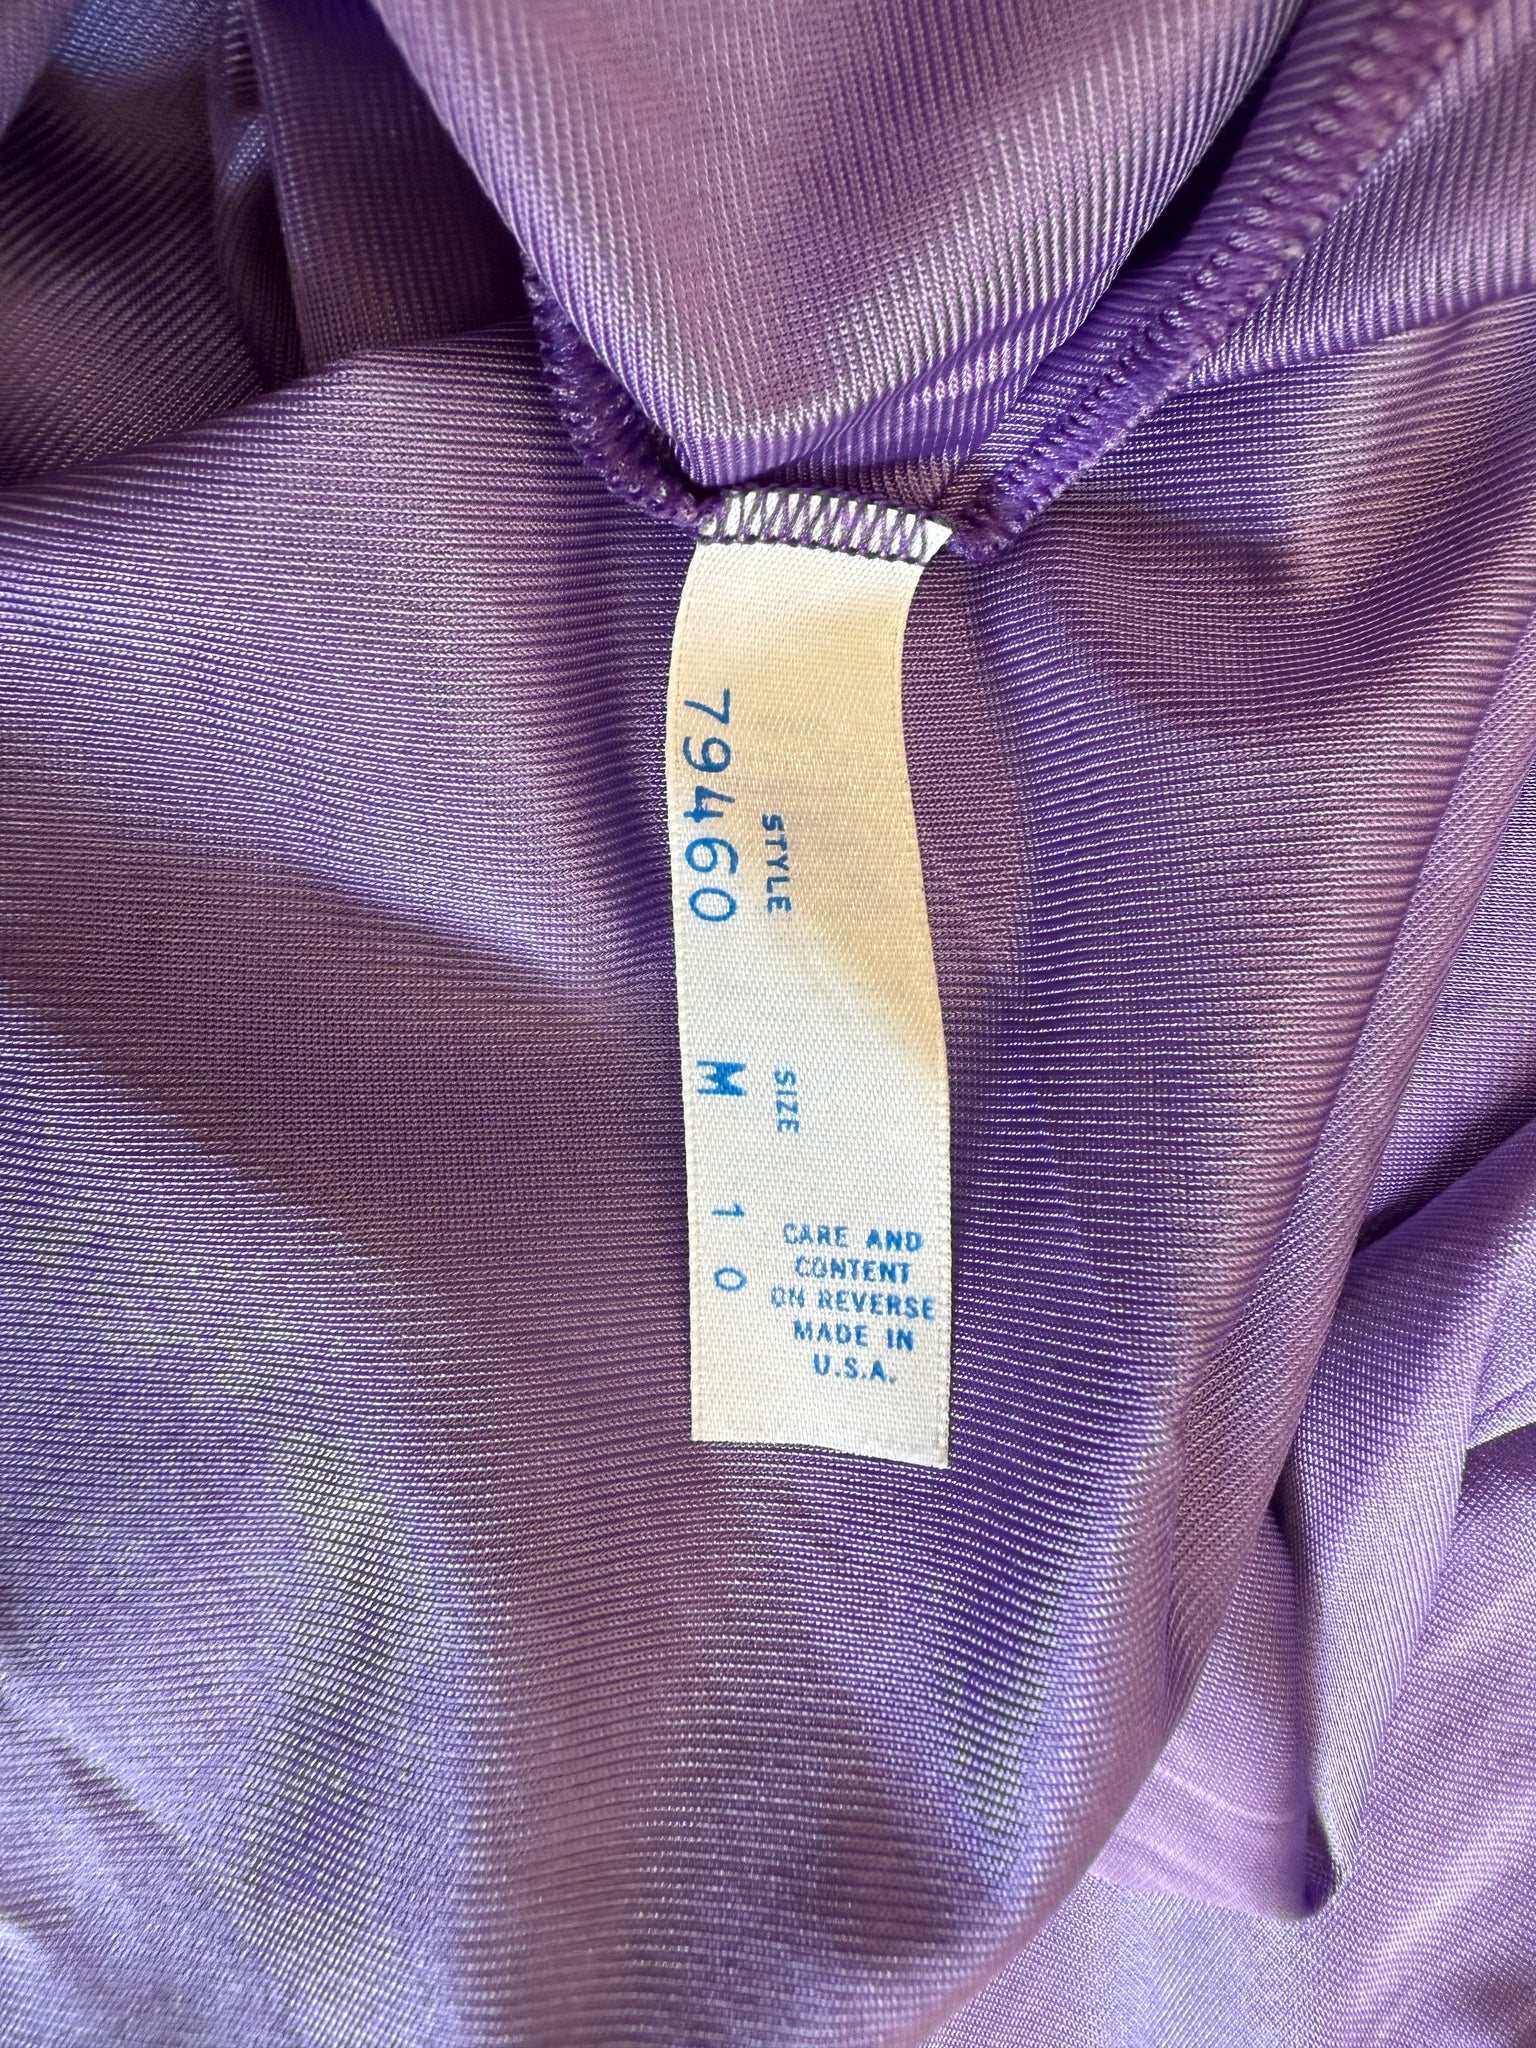 STYLE
79460
SIZE
M 10
CARE AND
CONTENT
ON REVERSE
MADE IN
U.S.A.